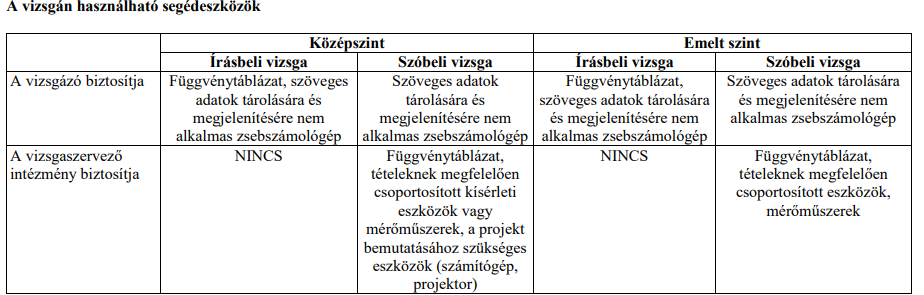 A vizsgán használható segédeszközök
Középszint
Emelt szint
Írásbeli vizsga
Szóbeli vizsga
Írásbeli vizsga
Szóbeli vizsga
A vizsgázó biztosítja
Függvénytáblázat, szöveges
adatok tárolására és
megjelenítésére nem
alkalmas zsebszámológép
Szöveges adatok
tárolására és
megjelenítésére nem
alkalmas zsebszámológép
Függvénytáblázat,
szöveges adatok tárolására
és megjelenítésére nem
alkalmas zsebszámológép
Szöveges adatok tárolására
és megjelenítésére nem
alkalmas zsebszámológép
A vizsgaszervező
intézmény biztosítja
NINCS
Függvénytáblázat,
tételeknek megfelelően
csoportosított kísérleti
eszközök vagy
mérőműszerek, a projekt
bemutatásához szükséges
eszközök (számítógép,
projektor)
NINCS
Függvénytáblázat,
tételeknek megfelelően
csoportosított eszközök,
mérőműszerek